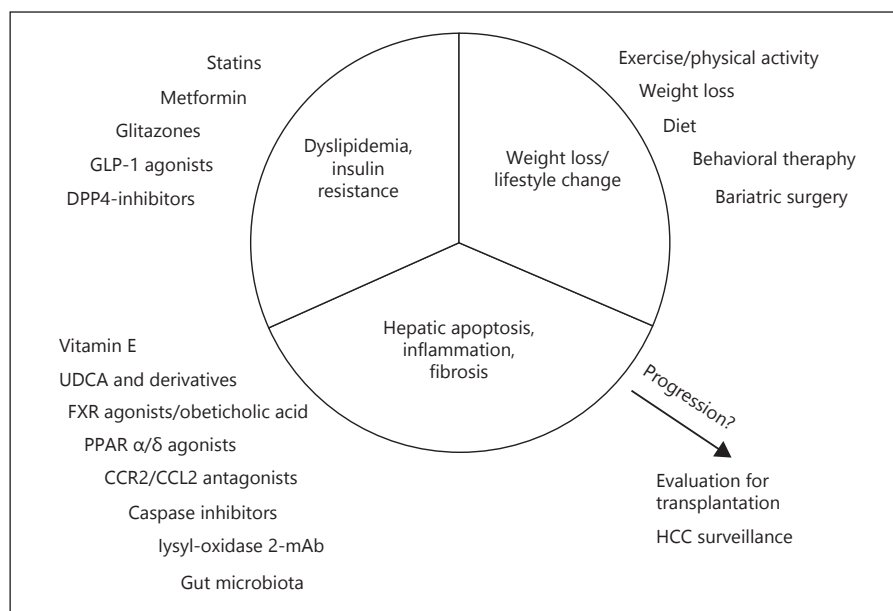 Statins
Metformin
Glitazones
GLP-1 agonists
DPP4-inhibitors
Dyslipidemia,
insulin
resistance
Weight loss/
lifestyle change
Exercise/physical activity
Weight loss
Diet
Behavioral theraphy
Bariatric surgery
Hepatic apoptosis,
inflammation,
fibrosis
Vitamin E
UDCA and derivatives
FXR agonists/obeticholic acid
PPAR α/δ agonists
CCR2/CCL2 antagonists
Caspase inhibitors
lysyl-oxidase 2-mAb
Gut microbiota
Progression?
Evaluation for
transplantation
HCC surveillance